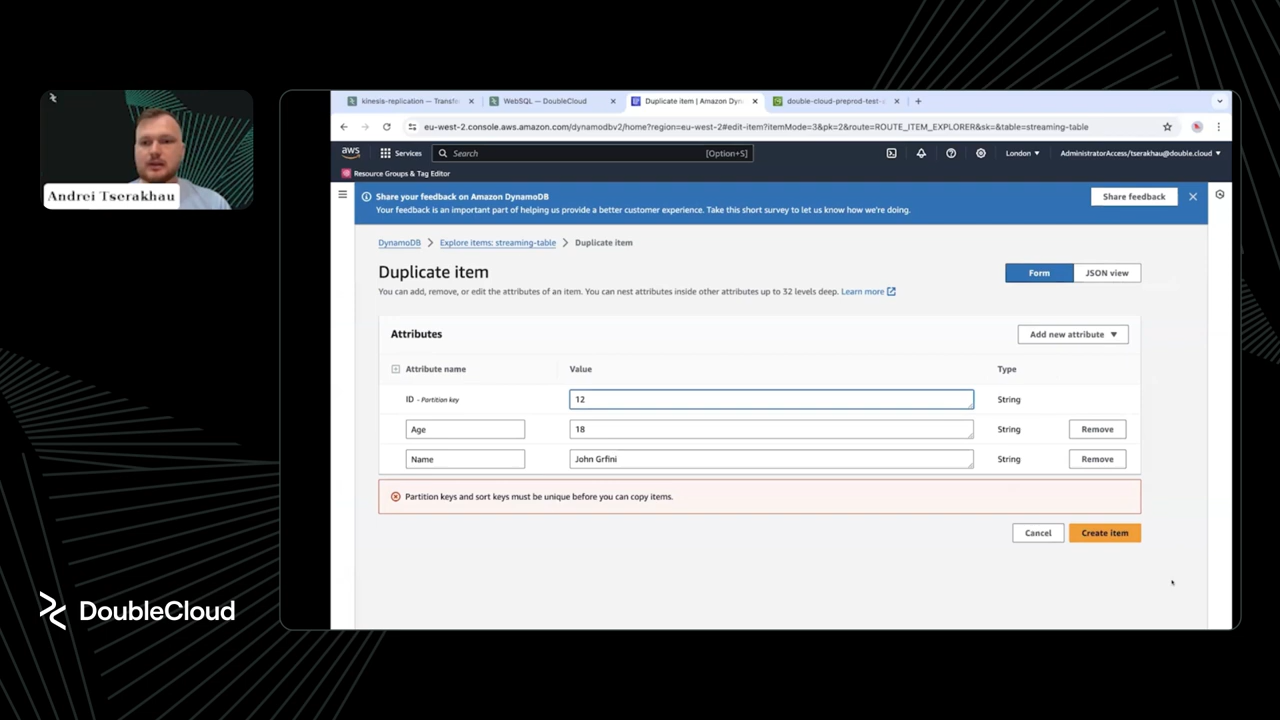 kinesis-replication — Transfe
WebSQL — DoubleCloud
Duplicate item | Amazon Dyn
double-cloud-preprod-test-
eu-west-2.console.aws.amazon.com/dynamodbv2/home?region=eu-west-2#edit-item?itemMode=3&pk=2&route=ROUTE_ITEM_EXPLORER&sk=&table=streaming-table
aws
Services
Search
[Option+S]
London
AdministratorAccess/tserakhau@double.cloud
Resource Groups & Tag Editor
Andrei Tserakhau
Share your feedback on Amazon DynamoDB
Your feedback is an important part of helping us provide a better customer experience. Take this short survey to let us know how we're doing.
Share feedback
DynamoDB > Explore items: streaming-table > Duplicate item
Duplicate item
Form
JSON view
You can add, remove, or edit the attributes of an item. You can nest attributes inside other attributes up to 32 levels deep. Learn more
Attributes
Add new attribute
Attribute name
Value
Type
ID - Partition key
12
String
Age
18
String
Remove
Name
John Grfini
String
Remove
Partition keys and sort keys must be unique before you can copy items.
Cancel
Create item
DoubleCloud